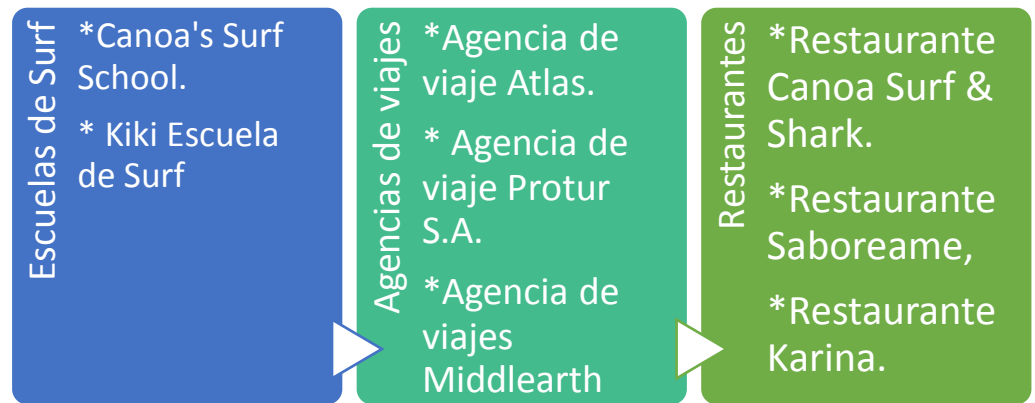 Escuelas de Surf
*Canoa's Surf
School.
* Kiki Escuela
de Surf
Agencias de viajes
*Agencia de
viaje Atlas.
* Agencia de
viaje Protur
S.A.
*Agencia de
viajes
Middlearth
Restaurantes
*Restaurante
Canoa Surf &
Shark.
*Restaurante
Saboreame,
*Restaurante
Karina.